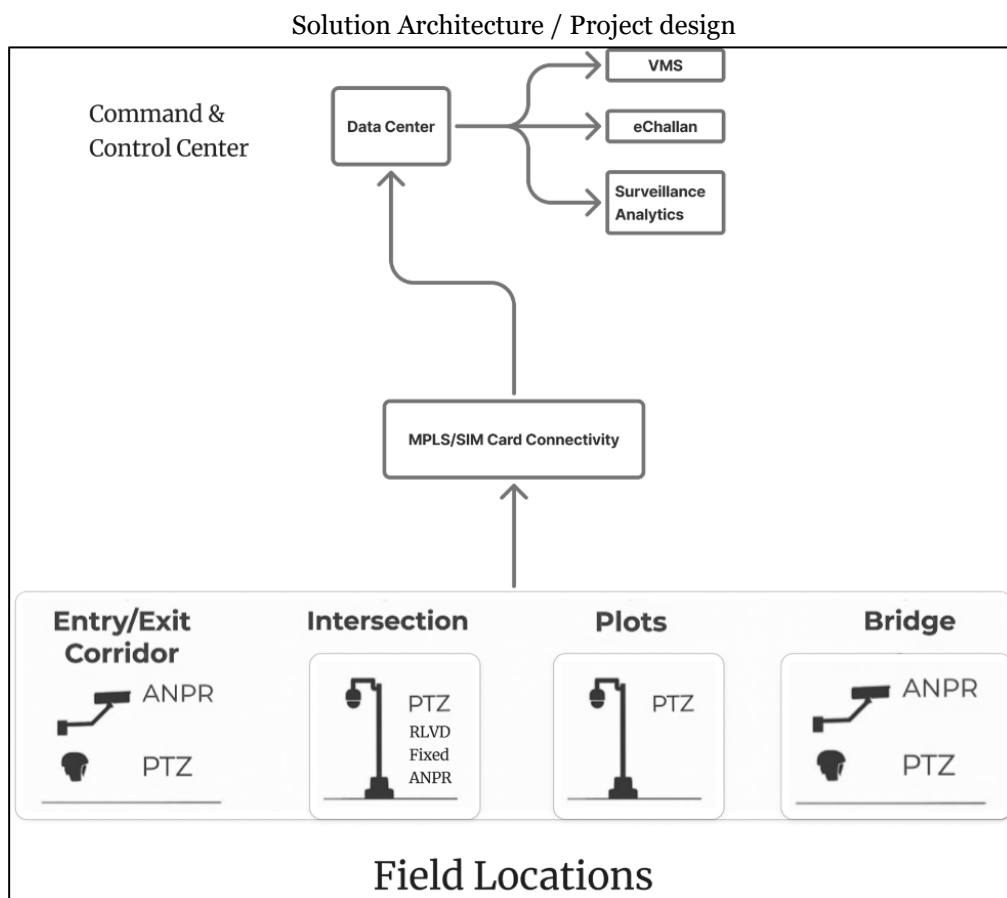 Solution Architecture / Project design
Command &
Control Center
Data Center
VMS
eChallan
Surveillance
Analytics
MPLS/SIM Card Connectivity
Entry/Exit
Corridor
ANPR
PTZ
Intersection
PTZ
RLVD
Fixed
ANPR
Plots
PTZ
Bridge
ANPR
PTZ
Field Locations